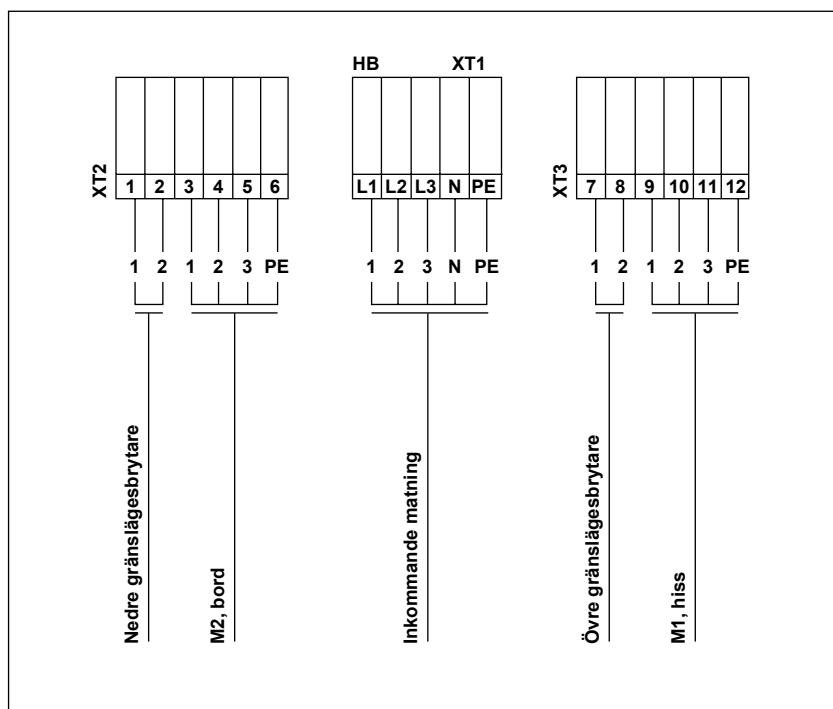 HB XT1
XT2
1 2 3 4 5 6
L1 L2 L3 N PE
XT3
7 8 9 10 11 12
1 2 1 2 3 PE
1 2 3 N PE
1 2 1 2 3 PE
Nedre gränslägesbrytare
M2, bord
Inkommande matning
Övre gränslägesbrytare
M1, hiss